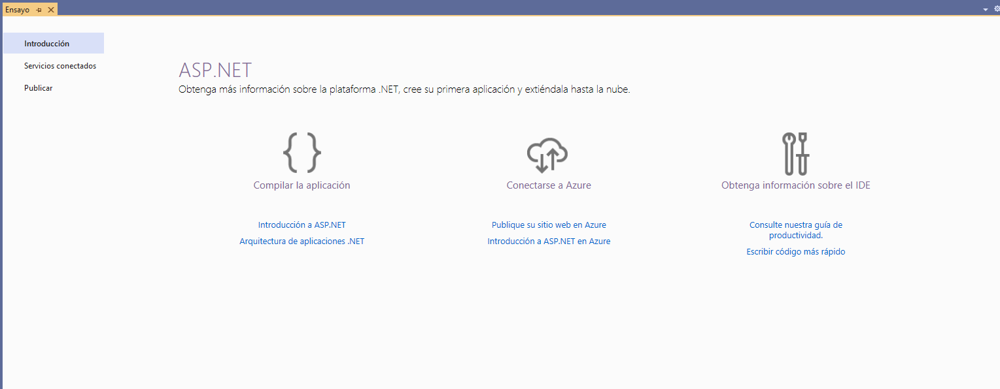 Ensayo
Introducción
Servicios conectados
Publicar
ASP.NET
Obtenga más información sobre la plataforma .NET, cree su primera aplicación y extiéndala hasta la nube.
Compilar la aplicación
Introducción a ASP.NET
Arquitectura de aplicaciones .NET
Conectarse a Azure
Publique su sitio web en Azure
Introducción a ASP.NET en Azure
Obtenga información sobre el IDE
Consulte nuestra guía de
productividad.
Escribir código más rápido